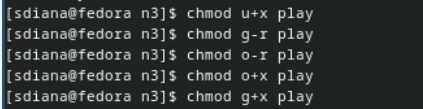 [sdiana@fedora n3]$ chmod u+x play
[sdiana@fedora n3]$ chmod g-r play
[sdiana@fedora n3]$ chmod o-r play
[sdiana@fedora n3]$ chmod o+x play
[sdiana@fedora n3]$ chmod g+x play